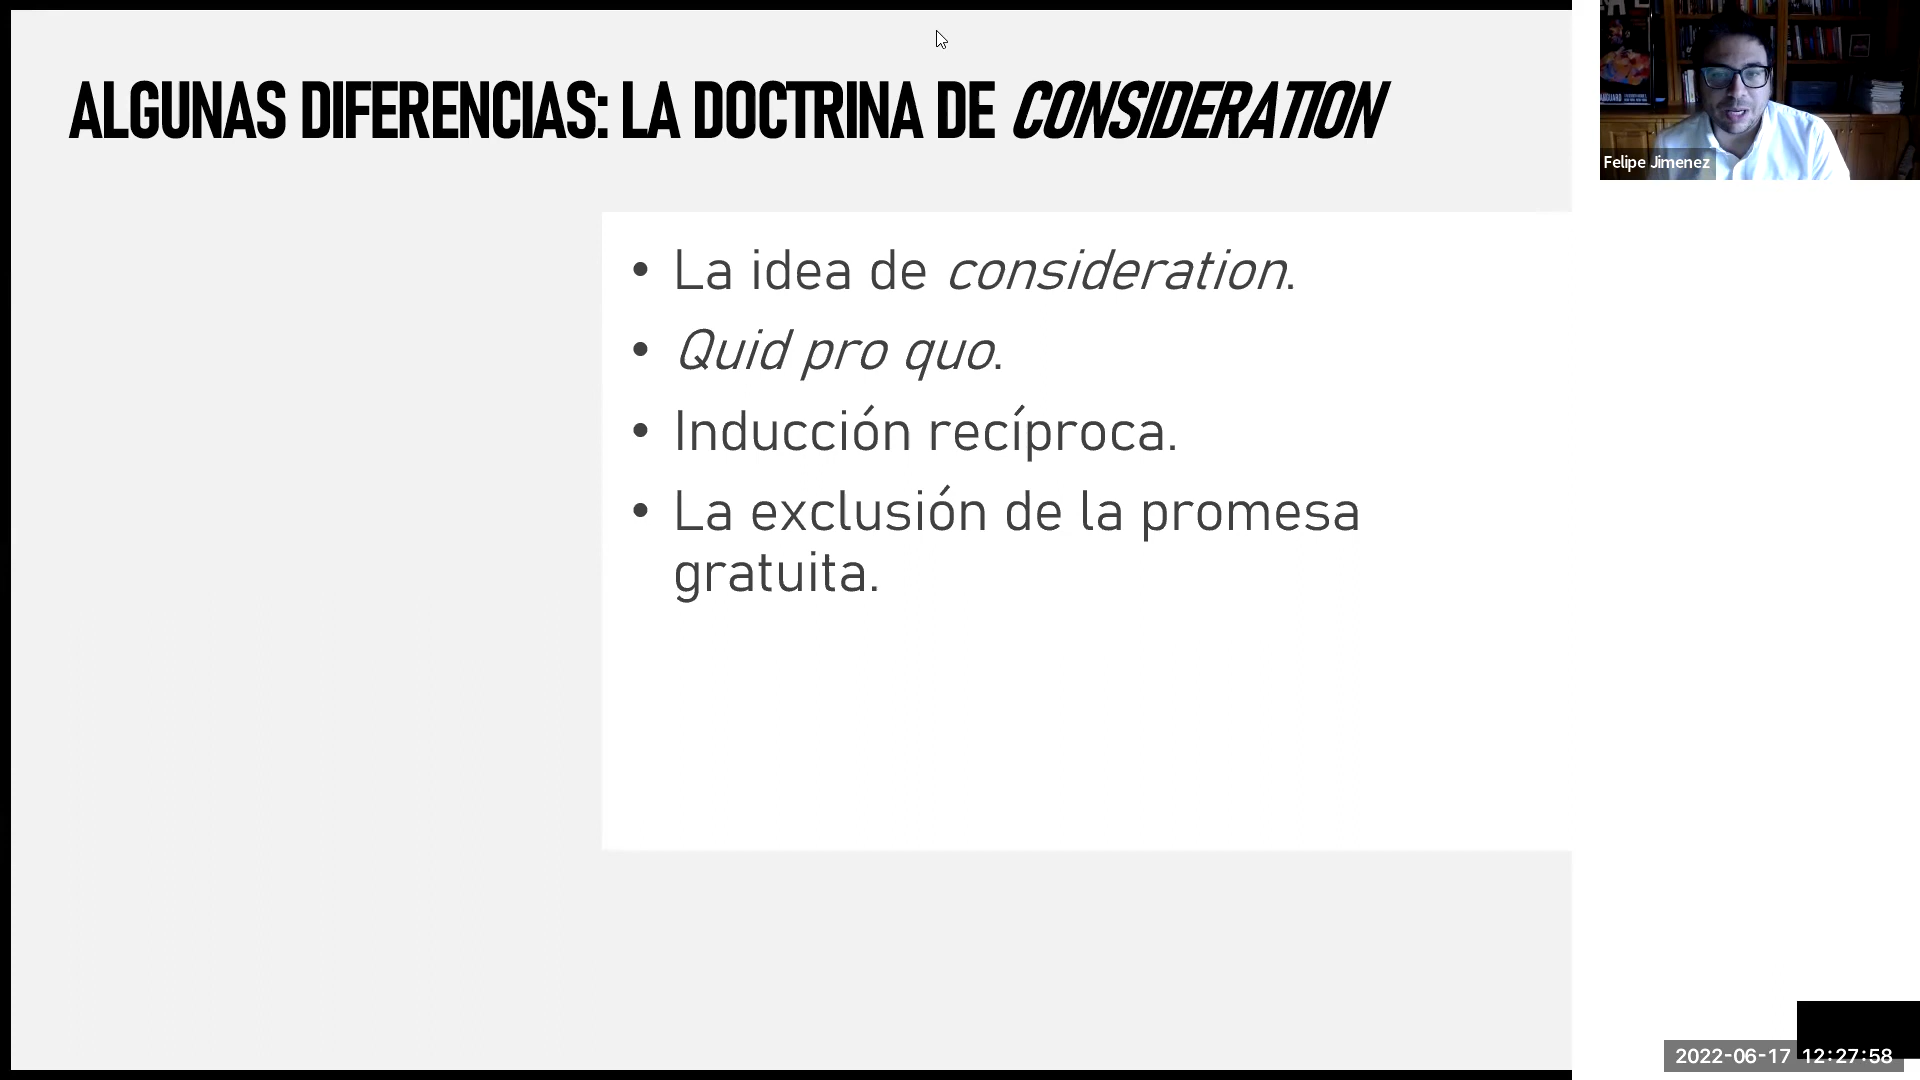 ALGUNAS DIFERENCIAS: LA DOCTRINA DE CONSIDERATION
Felipe Jimenez
• La idea de consideration.
• Quid pro quo.
• Inducción recíproca.
• La exclusión de la promesa
gratuita.
2022-06-17 12:27:58